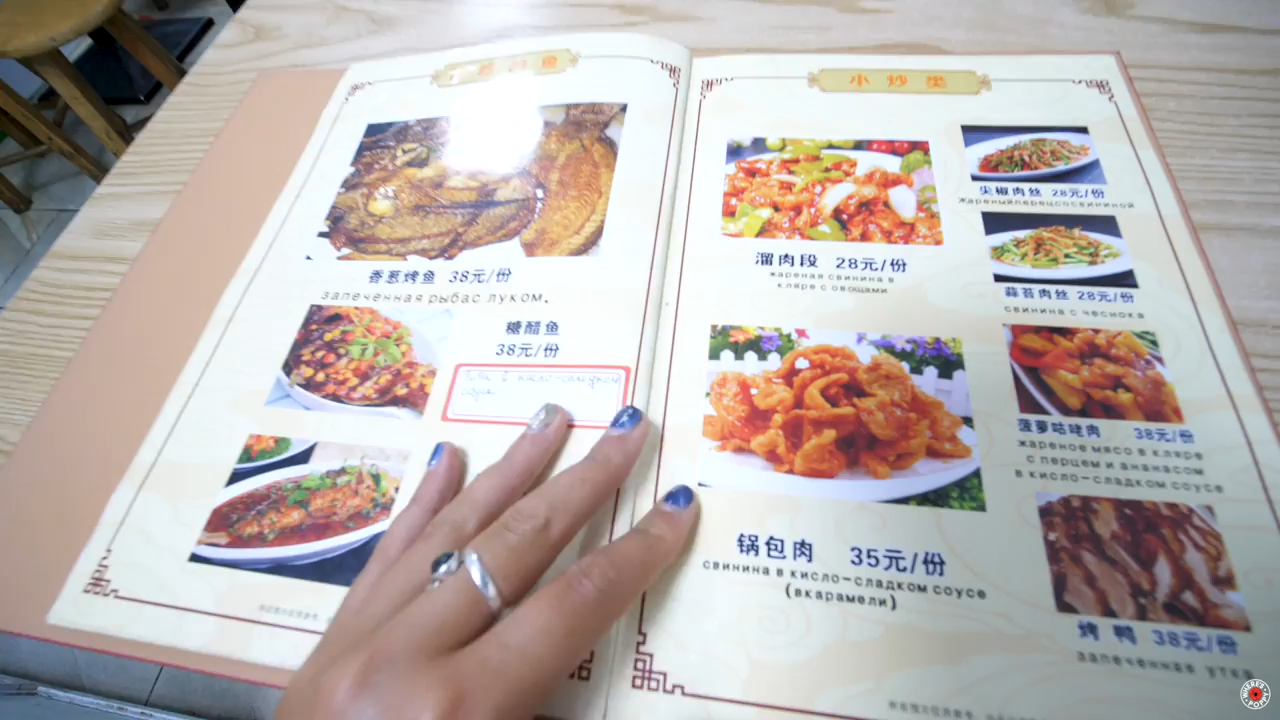 鱼
香葱烤鱼 38元/份
запеченная рыбас луком.
糖醋鱼
38元/份
小炒类
溜肉段 28元/份
жареная свинина в
кляре с овощами
锅包肉 35元/份
свинина в кисло-сладком соусе
(вкарамели)
尖椒肉丝 28元/份
жареныйперецсосвининой
蒜苔肉丝 28元/份
свинина с чеснока
菠萝咕咾肉 38元/份
жареное мясо в кляре
с перцем и ананасом
в кисло-сладком соусе
烤鸭 38元/份
запеченная утка
WHERE'S POPPY